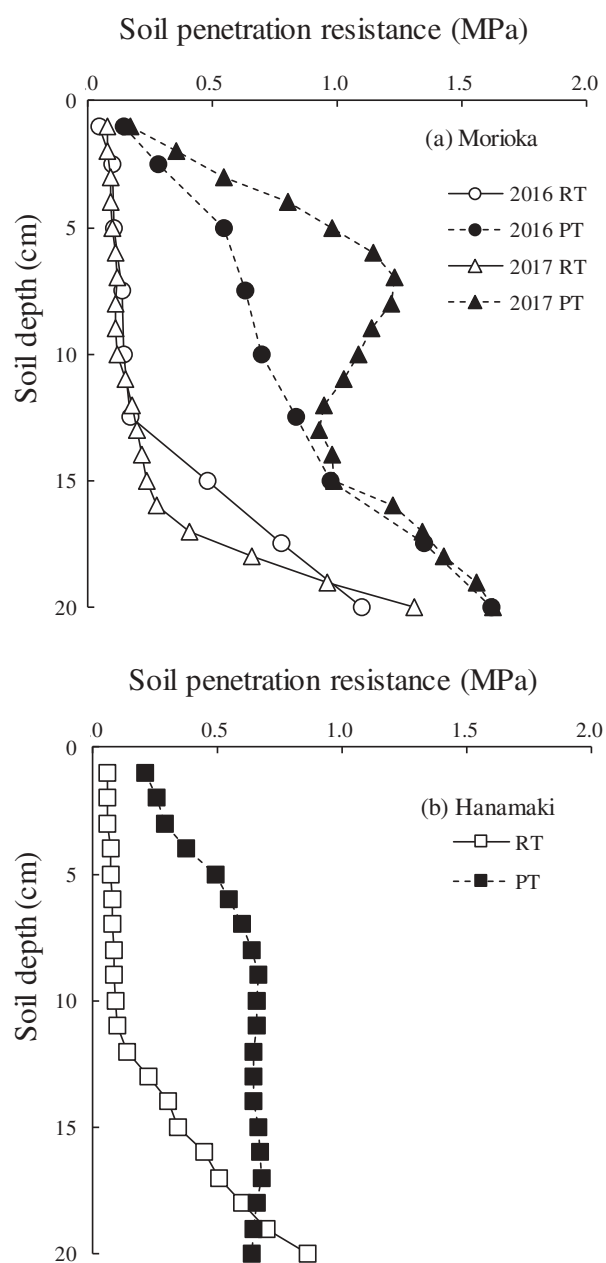 Soil penetration resistance (MPa)
.0 0.5 1.0 1.5 2.0
0
(a) Morioka
2016 RT
2016 PT
2017 RT
2017 PT
5
10
15
20
Soil depth (cm)
Soil penetration resistance (MPa)
.0 0.5 1.0 1.5 2.0
0
(b) Hanamaki
RT
PT
5
10
15
20
Soil depth (cm)